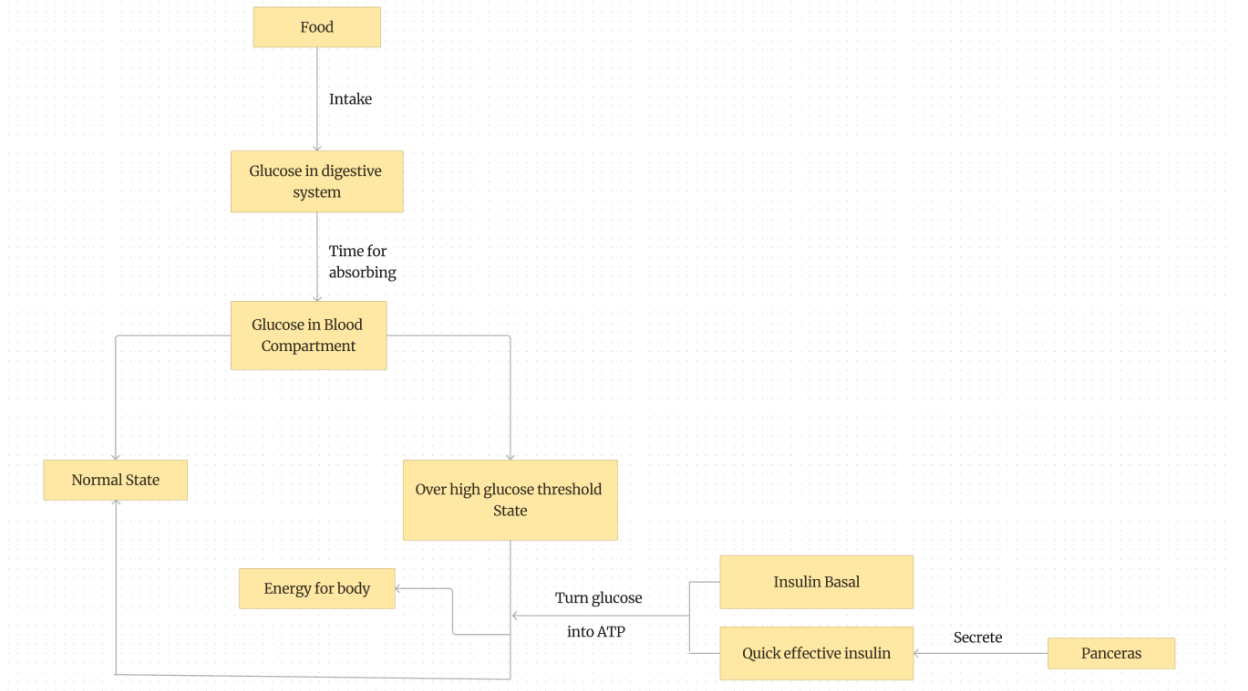 Food
Intake
Glucose in digestive
system
Time for
absorbing
Glucose in Blood
Compartment
Normal State
Over high glucose threshold
State
Energy for body
Turn glucose
into ATP
Insulin Basal
Quick effective insulin
Secrete
Panceras